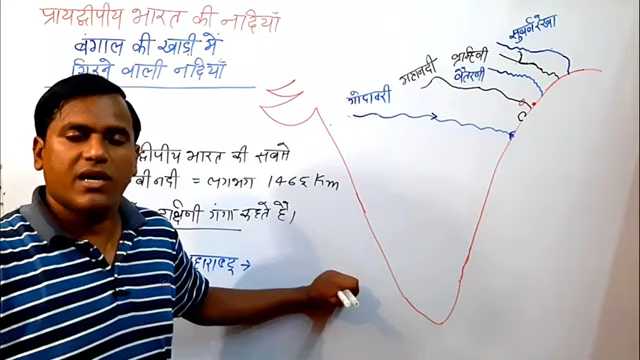 प्रायद्वीपीय भारत की नदियाँ
बंगाल की खाड़ी में
गिरने वाली नदियाँ
सुवर्ण रेखा
ब्राह्मणी
वैतरणी
महानदी
गोदावरी
द्वीपीय भारत की सबसे
बी नदी = लगभग 1465 Km
दक्षिणी गंगा कहते हैं।
महाराष्ट्र →